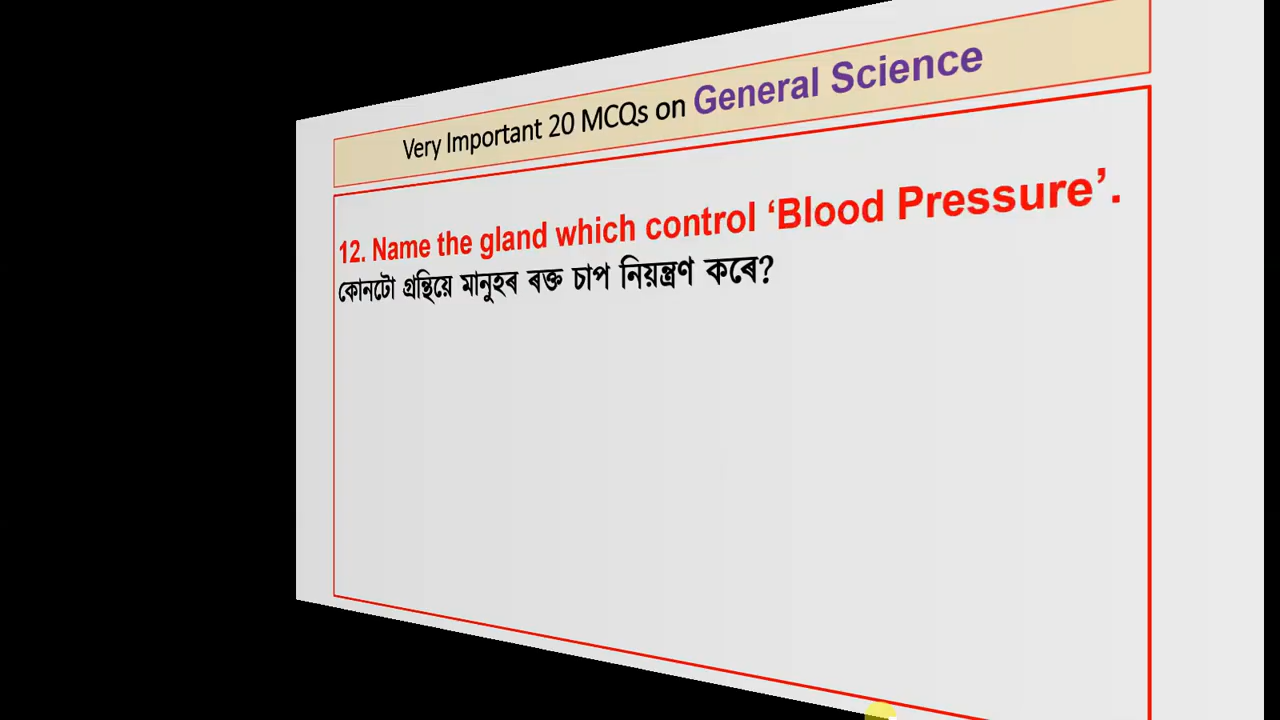 Very Important 20 MCQs on General Science
12. Name the gland which control ‘Blood Pressure’.
কোনটো গ্ৰন্থিয়ে মানুহৰ ৰক্ত চাপ নিয়ন্ত্ৰণ কৰে?